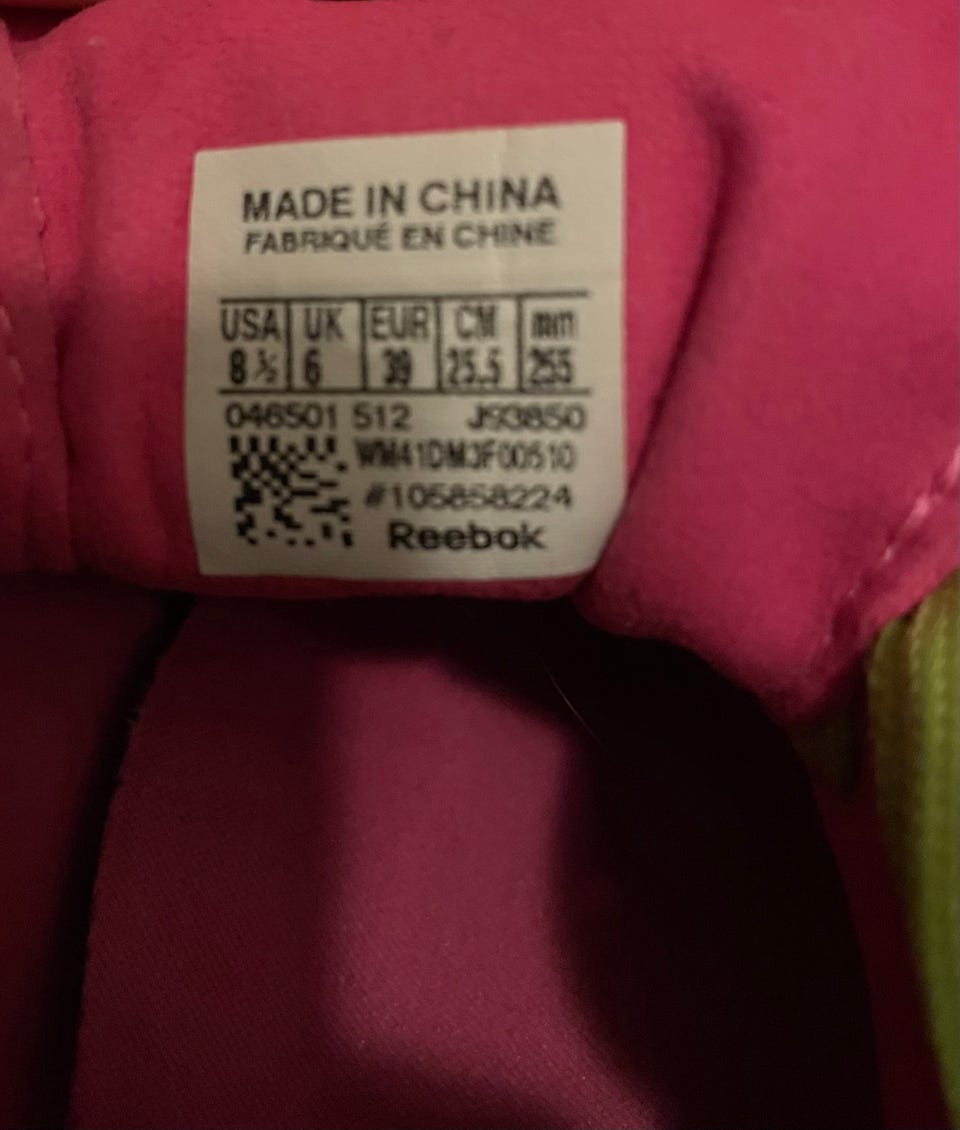 MADE IN CHINA
FABRIQUÉ EN CHINE
USA UK EUR CM mm
8 ½ 6 39 25.5 255
046501 512 J93850
WM41DM3F00510
#105858224
Reebok